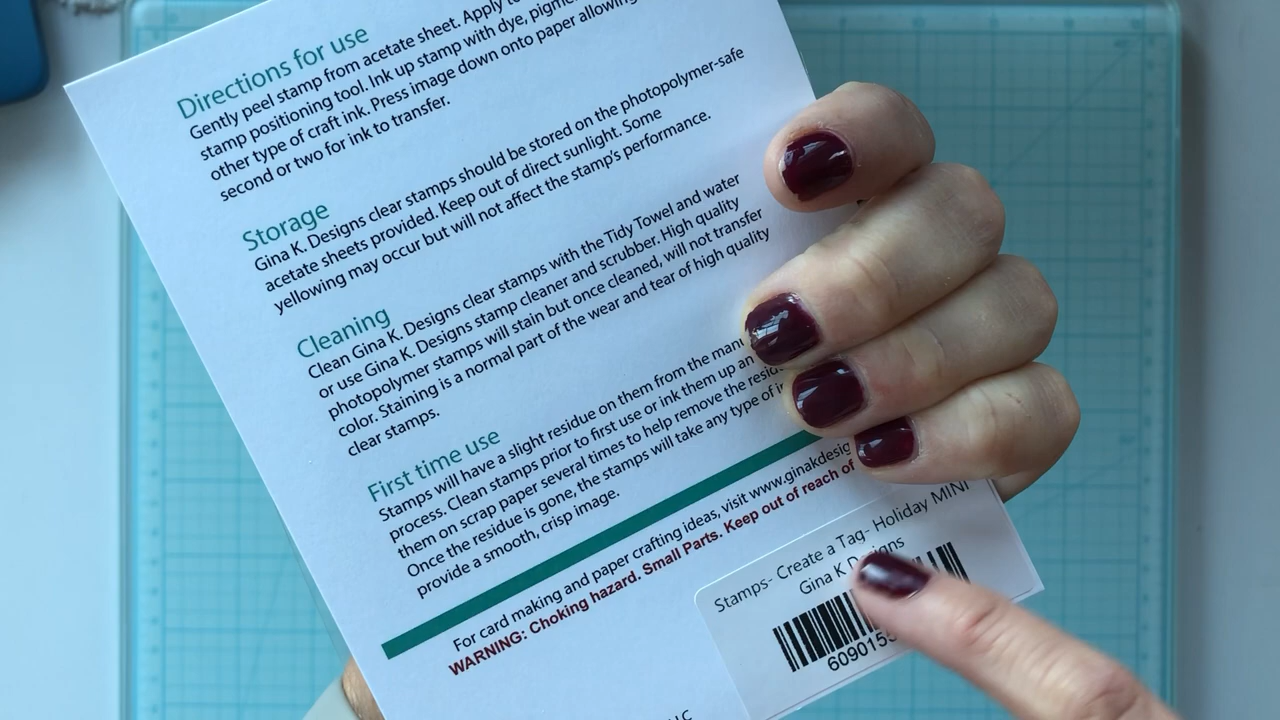 Directions for use
Gently peel stamp from acetate sheet. Apply to
stamp positioning tool. Ink up stamp with dye,
other type of craft ink. Press image down onto paper allowing
second or two for ink to transfer.
Storage
Gina K. Designs clear stamps should be stored on the photopolymer-safe
acetate sheets provided. Keep out of direct sunlight. Some
yellowing may occur but will not affect the stamp's performance.
Cleaning
Clean Gina K. Designs clear stamps with the Tidy Towel and water
or use Gina K. Designs stamp cleaner and scrubber. High quality
photopolymer stamps will stain but once cleaned, will not transfer
color. Staining is a normal part of the wear and tear of high quality
clear stamps.
First time use
Stamps will have a slight residue on them from the
process. Clean stamps prior to first use or ink them up
them on scrap paper several times to help remove the
Once the residue is gone, the stamps will take any type of
provide a smooth, crisp image.
For card making and paper crafting ideas, visit
WARNING: Choking hazard. Small Parts. Keep out of reach of
Stamps- Create a Tag- Holiday MINI
Gina K